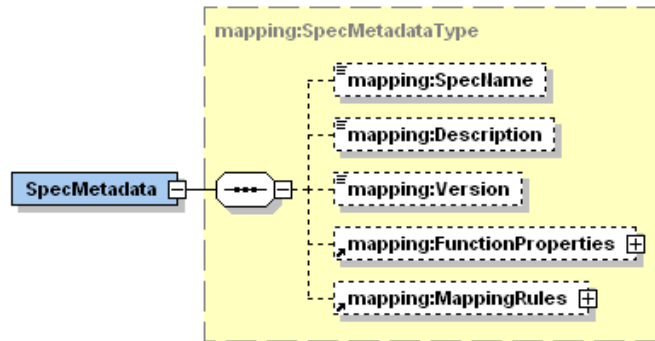 mapping:SpecMetadataType
mapping:SpecName
mapping:Description
SpecMetadata
mapping:Version
mapping:FunctionProperties
mapping:MappingRules